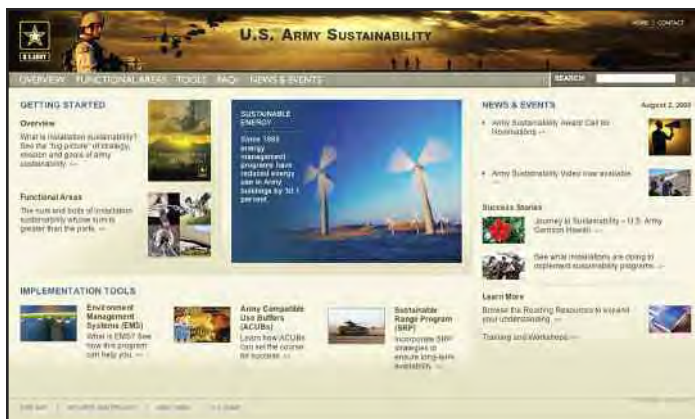 U.S. ARMY
U.S. ARMY SUSTAINABILITY
HOME | CONTACT
OVERVIEW FUNCTIONAL AREAS TOOLS FAQs NEWS & EVENTS
SEARCH
GETTING STARTED
Overview
What is installation sustainability?
See the "big picture" of strategy,
mission and goals of army
sustainability.
Functional Areas
The nuts and bolts of installation
sustainability whose sum is
greater than the parts.
SUSTAINABLE
ENERGY
Since 1985
energy
management
programs have
reduced energy
use in Army
buildings by
percent.
NEWS & EVENTS
August 2,
Army Sustainability Award Call for
Nominations
Army Sustainability Video now available
Success Stories
Journey to Sustainability – U.S. Army
Garrison Hawaii
See what installations are doing to
implement sustainability programs.
Learn More
Browse the Reading Resources to expand
your understanding.
Training and Workshops
IMPLEMENTATION TOOLS
Environment
Management
Systems (EMS)
What is EMS? See
how this program
can help you.
Army Compatible
Use Buffers
(ACUBs)
Learn how ACUBs
can set the course
for success.
Sustainable
Range Program
(SRP)
Incorporate SRP
strategies to
ensure long-term
availability.